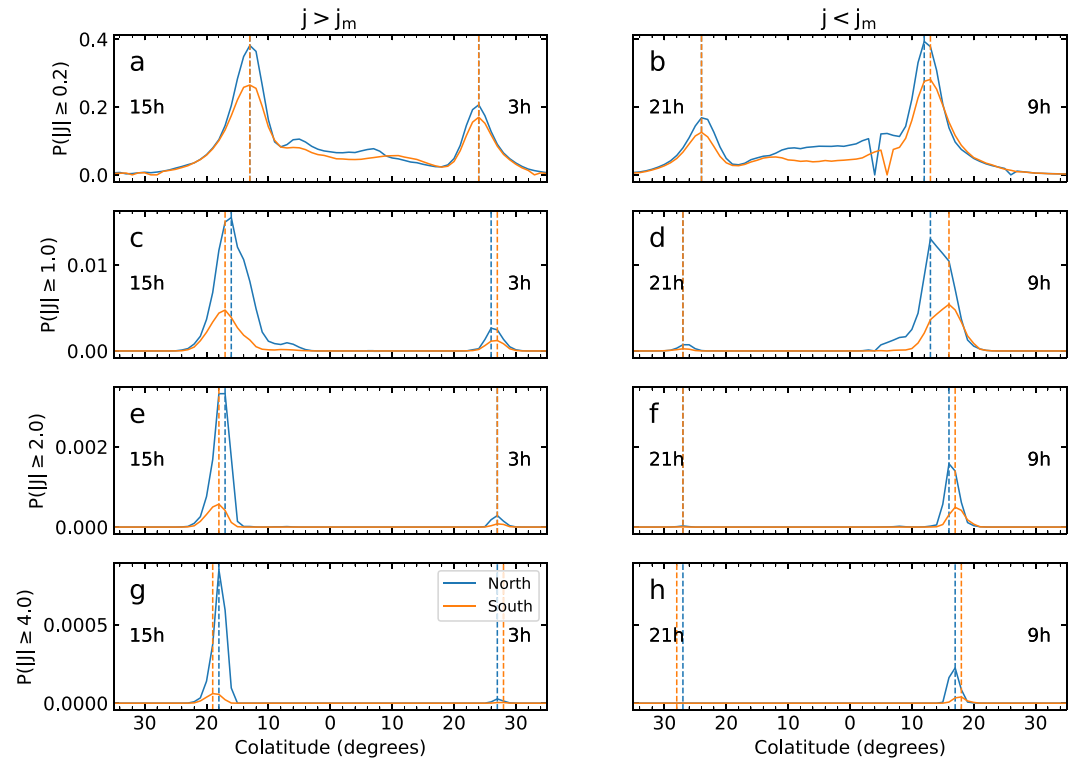 j > jₘ
j < jₘ
P(|J| ≥ 0.2)
0.4
0.2
0.0
a
15h
3h
b
21h
9h
P(|J| ≥ 1.0)
0.01
0.00
c
15h
3h
d
21h
9h
P(|J| ≥ 2.0)
0.002
0.000
e
15h
3h
f
21h
9h
P(|J| ≥ 4.0)
0.0005
0.0000
g
15h
3h
North
South
h
21h
9h
30 20 10 0 10 20 30
30 20 10 0 10 20 30
Colatitude (degrees)
Colatitude (degrees)